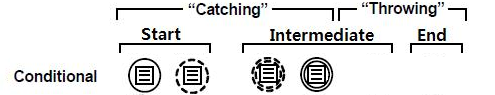 “Catching” “Throwing”
Start Intermediate End
Conditional